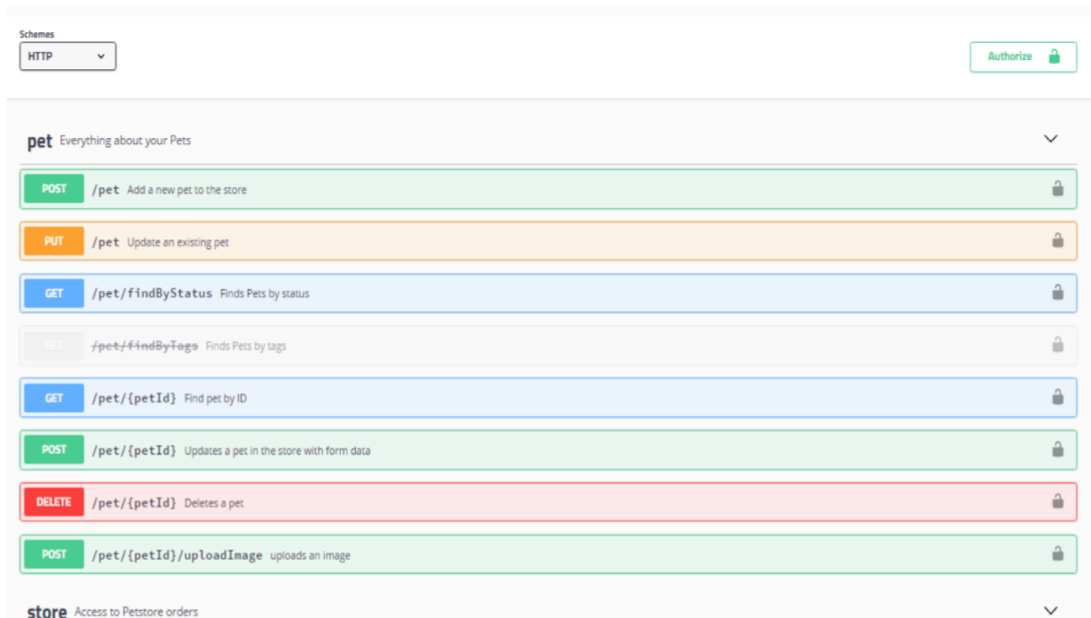 Schemes
HTTP
Authorize
pet Everything about your Pets
POST /pet Add a new pet to the store
PUT /pet Update an existing pet
GET /pet/findByStatus Finds Pets by status
GET /pet/findByTags Finds Pets by tags
GET /pet/{petId} Find pet by ID
POST /pet/{petId} Updates a pet in the store with form data
DELETE /pet/{petId} Deletes a pet
POST /pet/{petId}/uploadImage uploads an image
store Access to Petstore orders